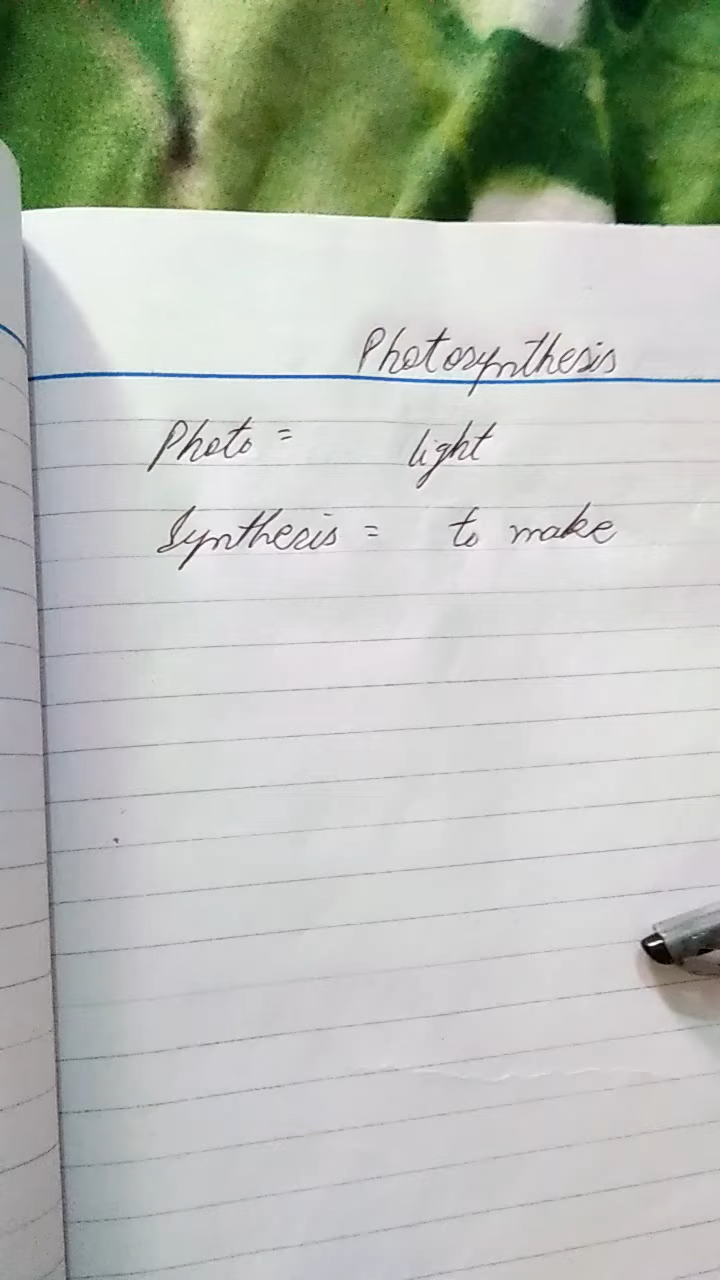 Photosynthesis
Photo = light
Synthesis = to make